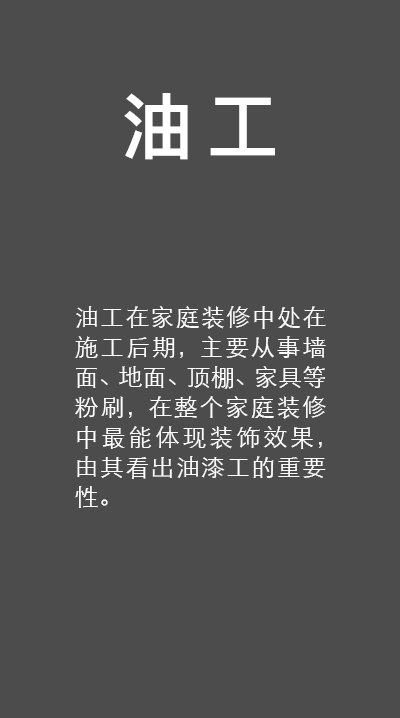 油工
油工在家庭装修中处在
施工后期，主要从事墙
面、地面、顶棚、家具等
粉刷，在整个家庭装修
中最能体现装饰效果，
由其看出油漆工的重要
性。